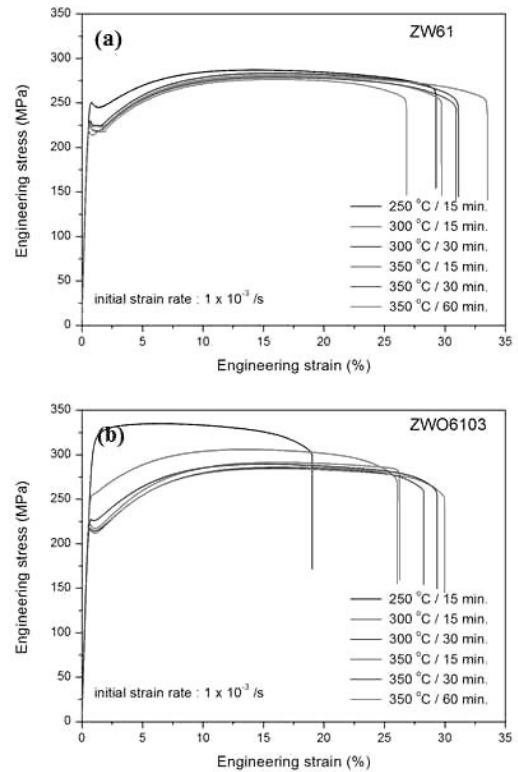 (a)
ZW61
Engineering stress (MPa)
350
300
250
200
150
100
50
0
250 °C / 15 min.
300 °C / 15 min.
300 °C / 30 min.
350 °C / 15 min.
350 °C / 30 min.
350 °C / 60 min.
initial strain rate : 1 x 10⁻³ /s
0 5 10 15 20 25 30 35
Engineering strain (%)
(b)
ZWO6103
Engineering stress (MPa)
350
300
250
200
150
100
50
0
250 °C / 15 min.
300 °C / 15 min.
300 °C / 30 min.
350 °C / 15 min.
350 °C / 30 min.
350 °C / 60 min.
initial strain rate : 1 x 10⁻³ /s
0 5 10 15 20 25 30 35
Engineering strain (%)